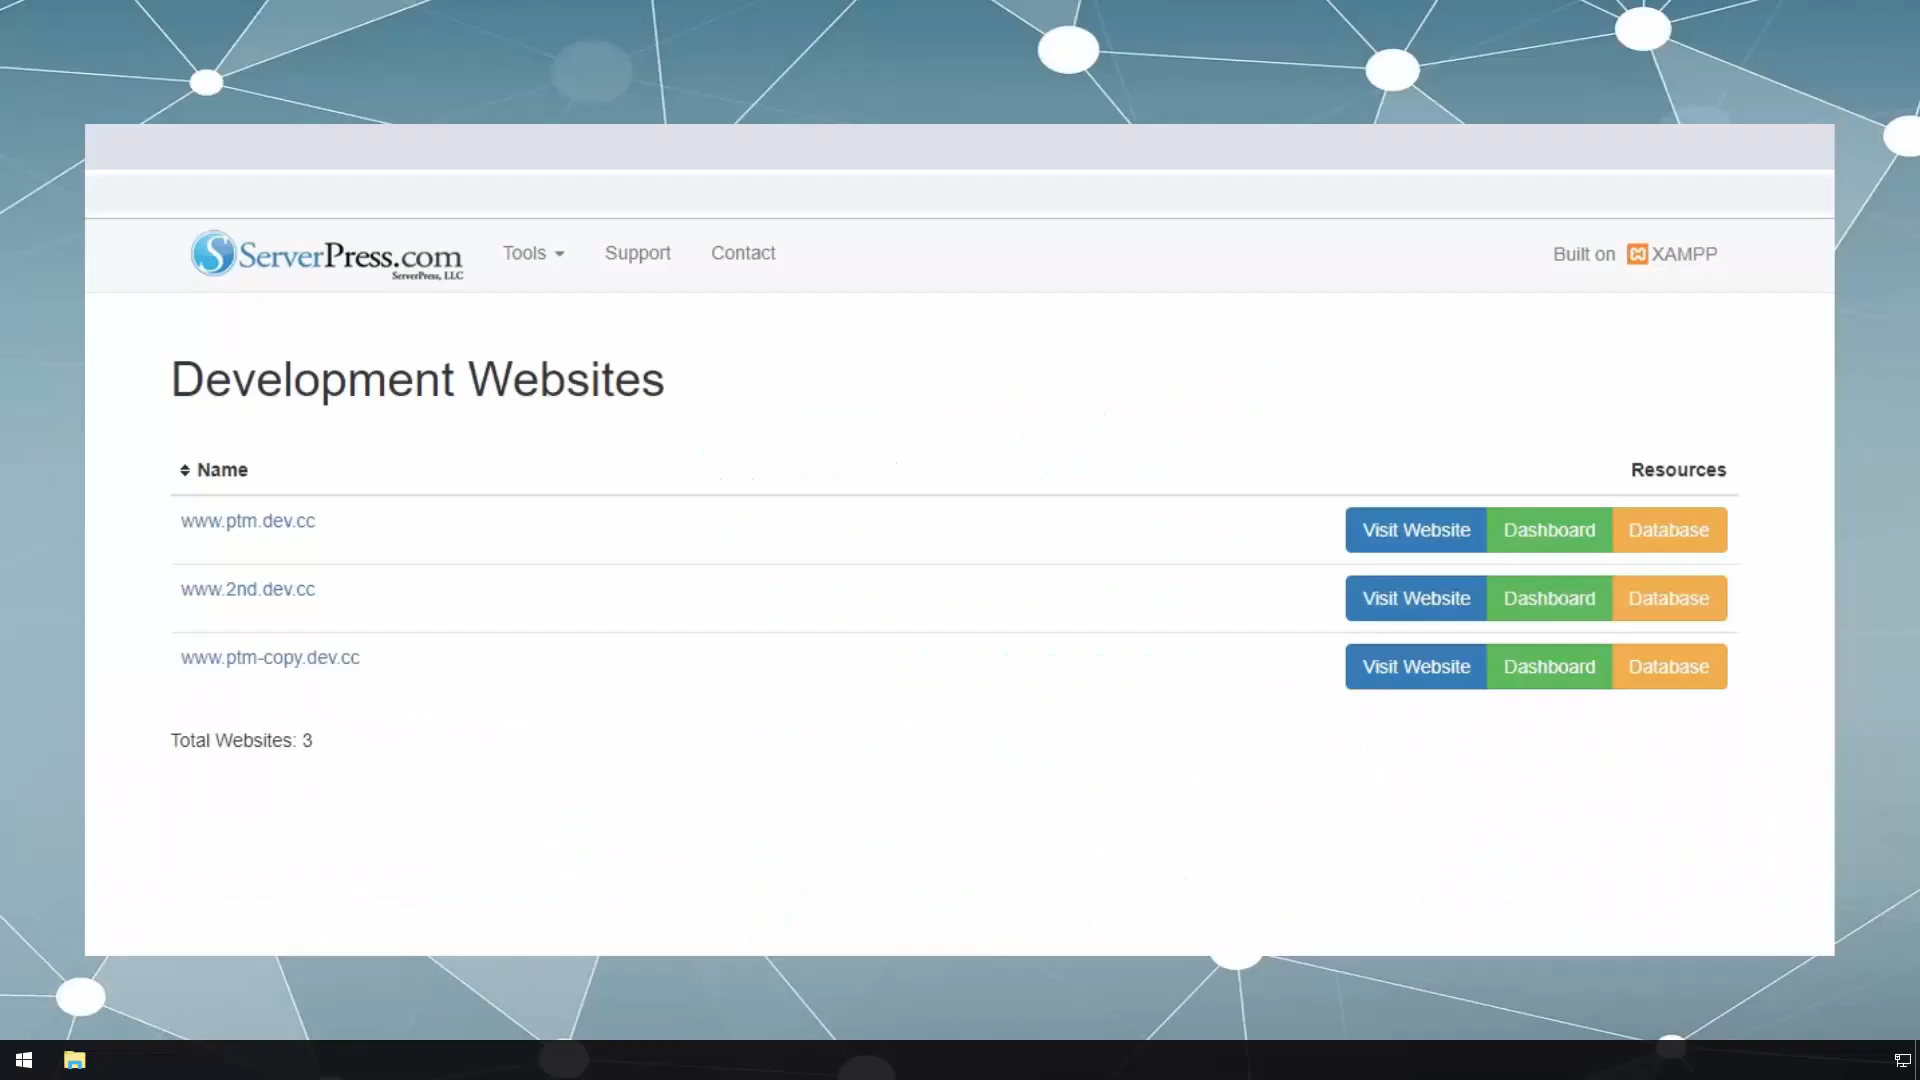 ServerPress.com
ServerPress, LLC
Tools Support Contact
Built on XAMPP
Development Websites
Name Resources
www.ptm.dev.cc Visit Website Dashboard Database
www.2nd.dev.cc Visit Website Dashboard Database
www.ptm-copy.dev.cc Visit Website Dashboard Database
Total Websites: 3